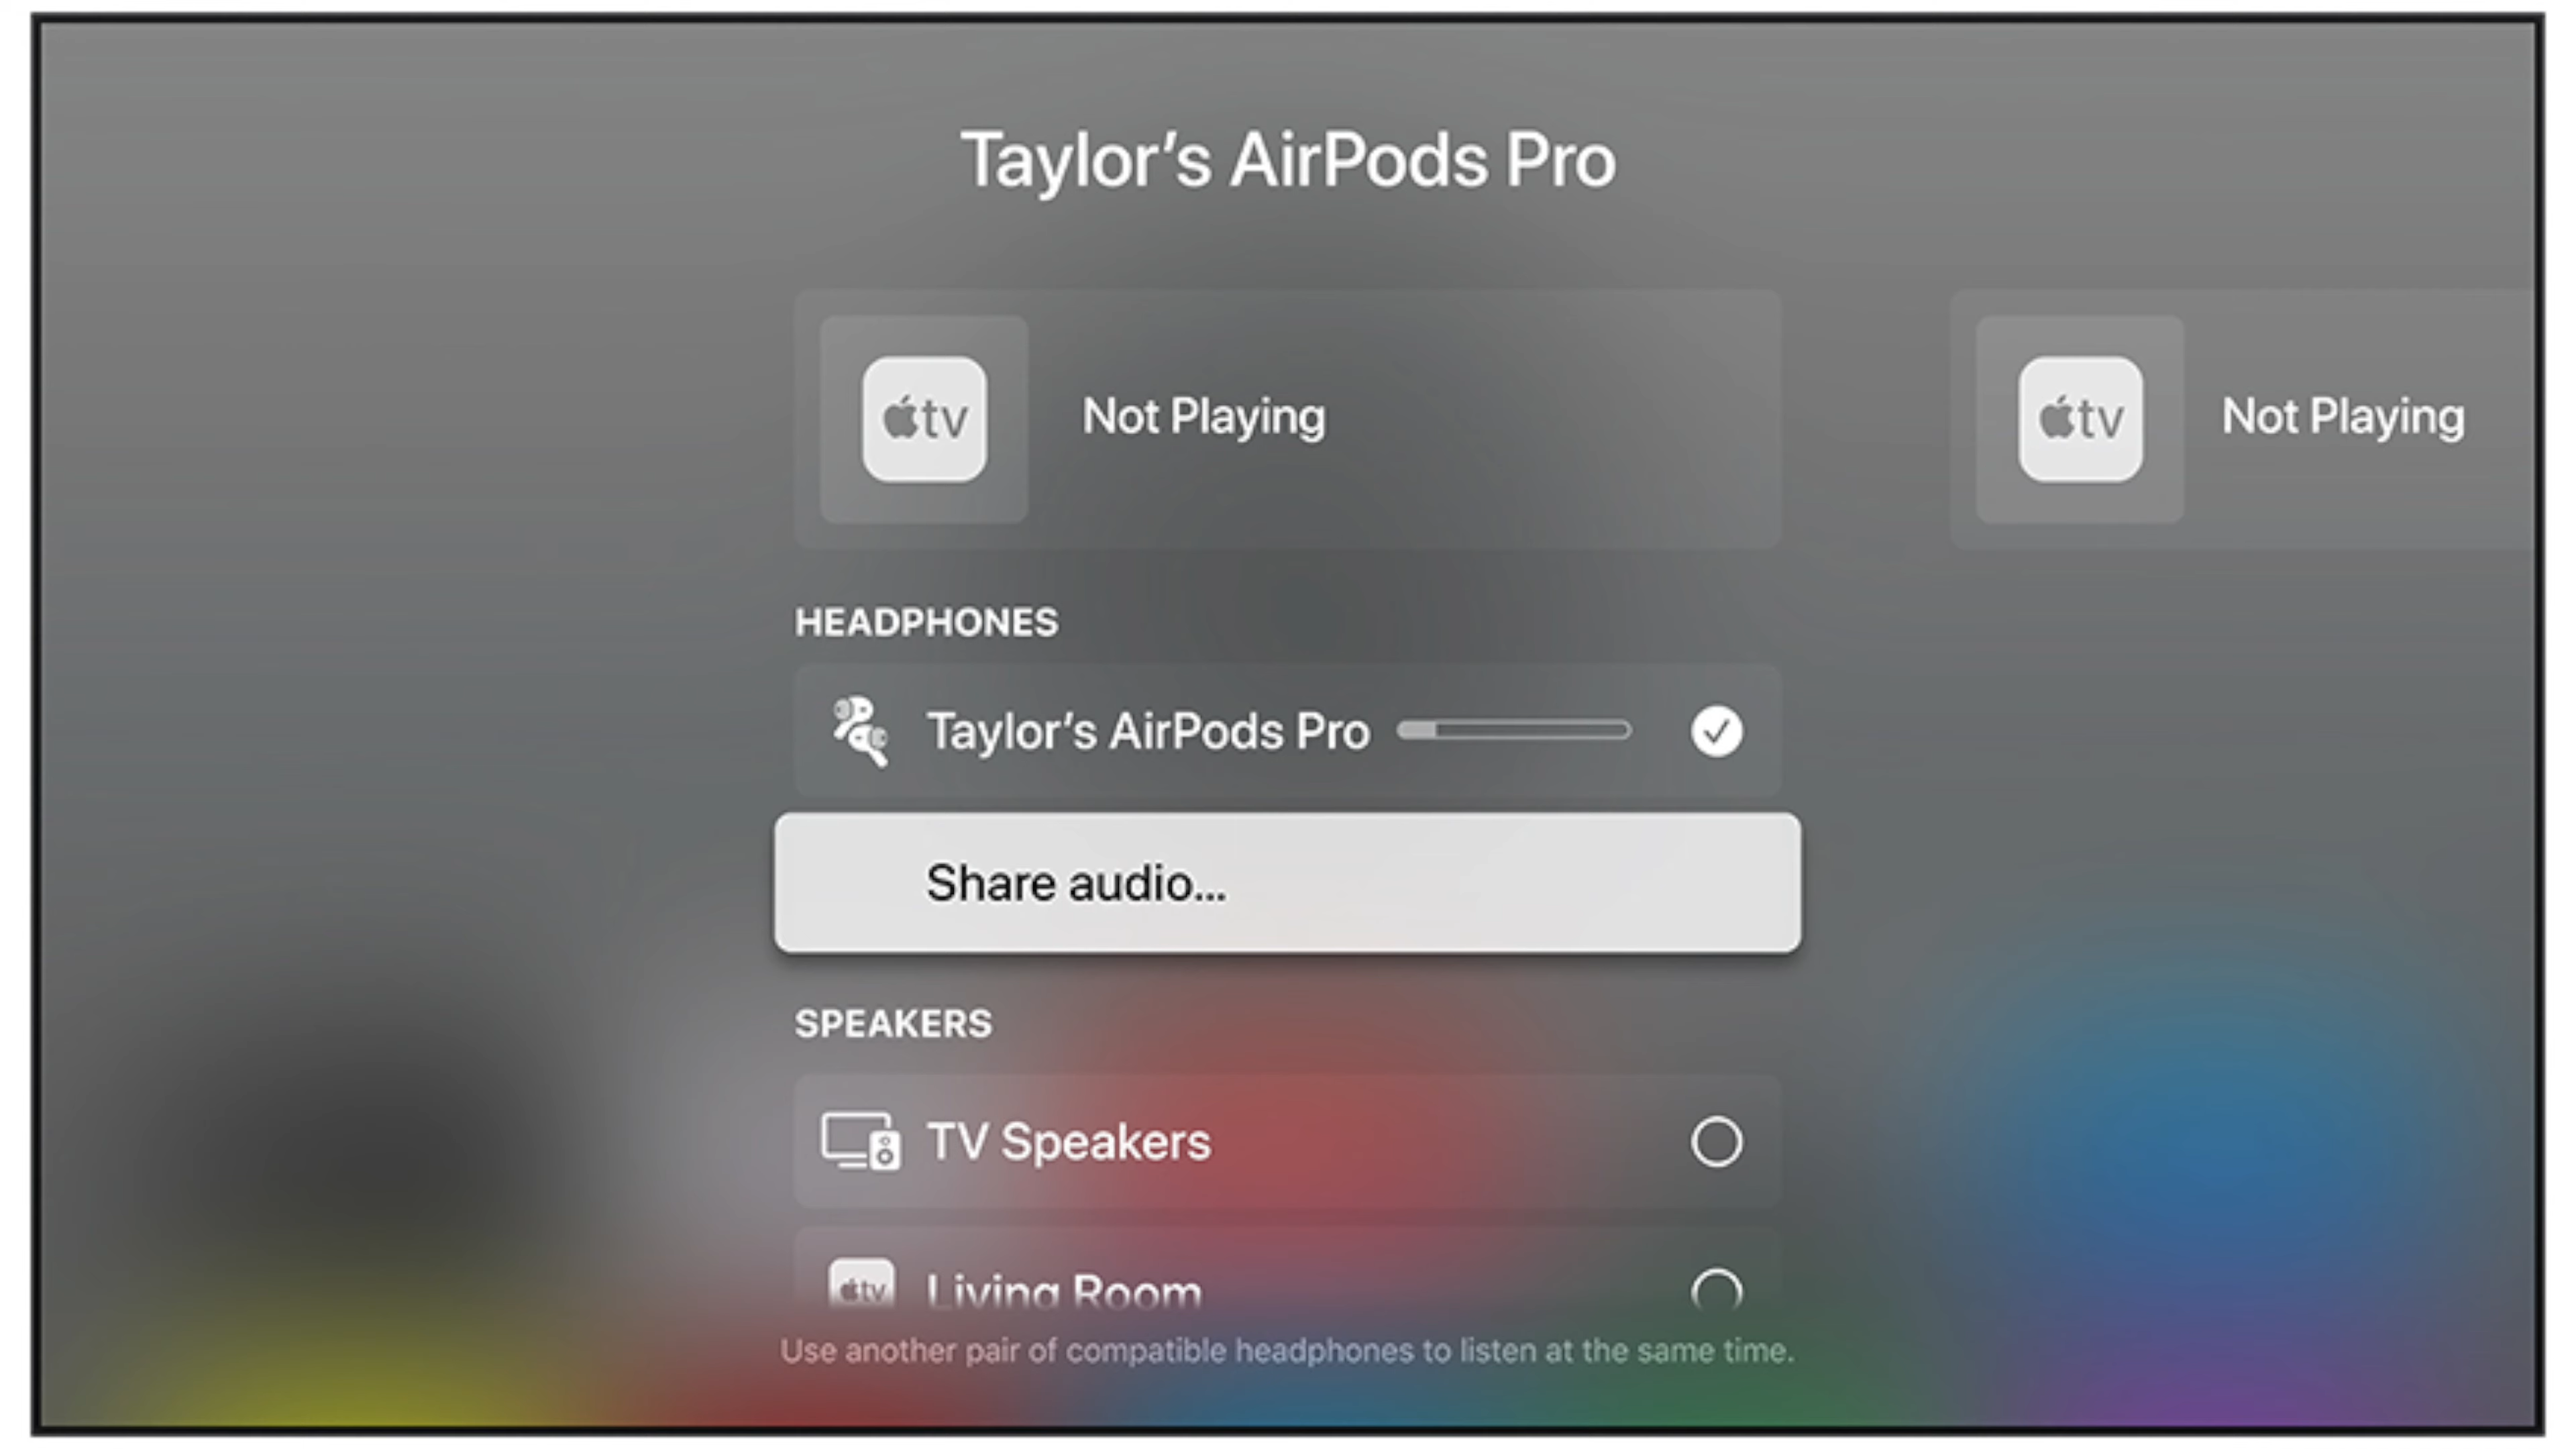 Taylor’s AirPods Pro
tv
Not Playing
tv
Not Playing
HEADPHONES
Taylor’s AirPods Pro
Share audio...
SPEAKERS
TV Speakers
tv
Living Room
Use another pair of compatible headphones to listen at the same time.